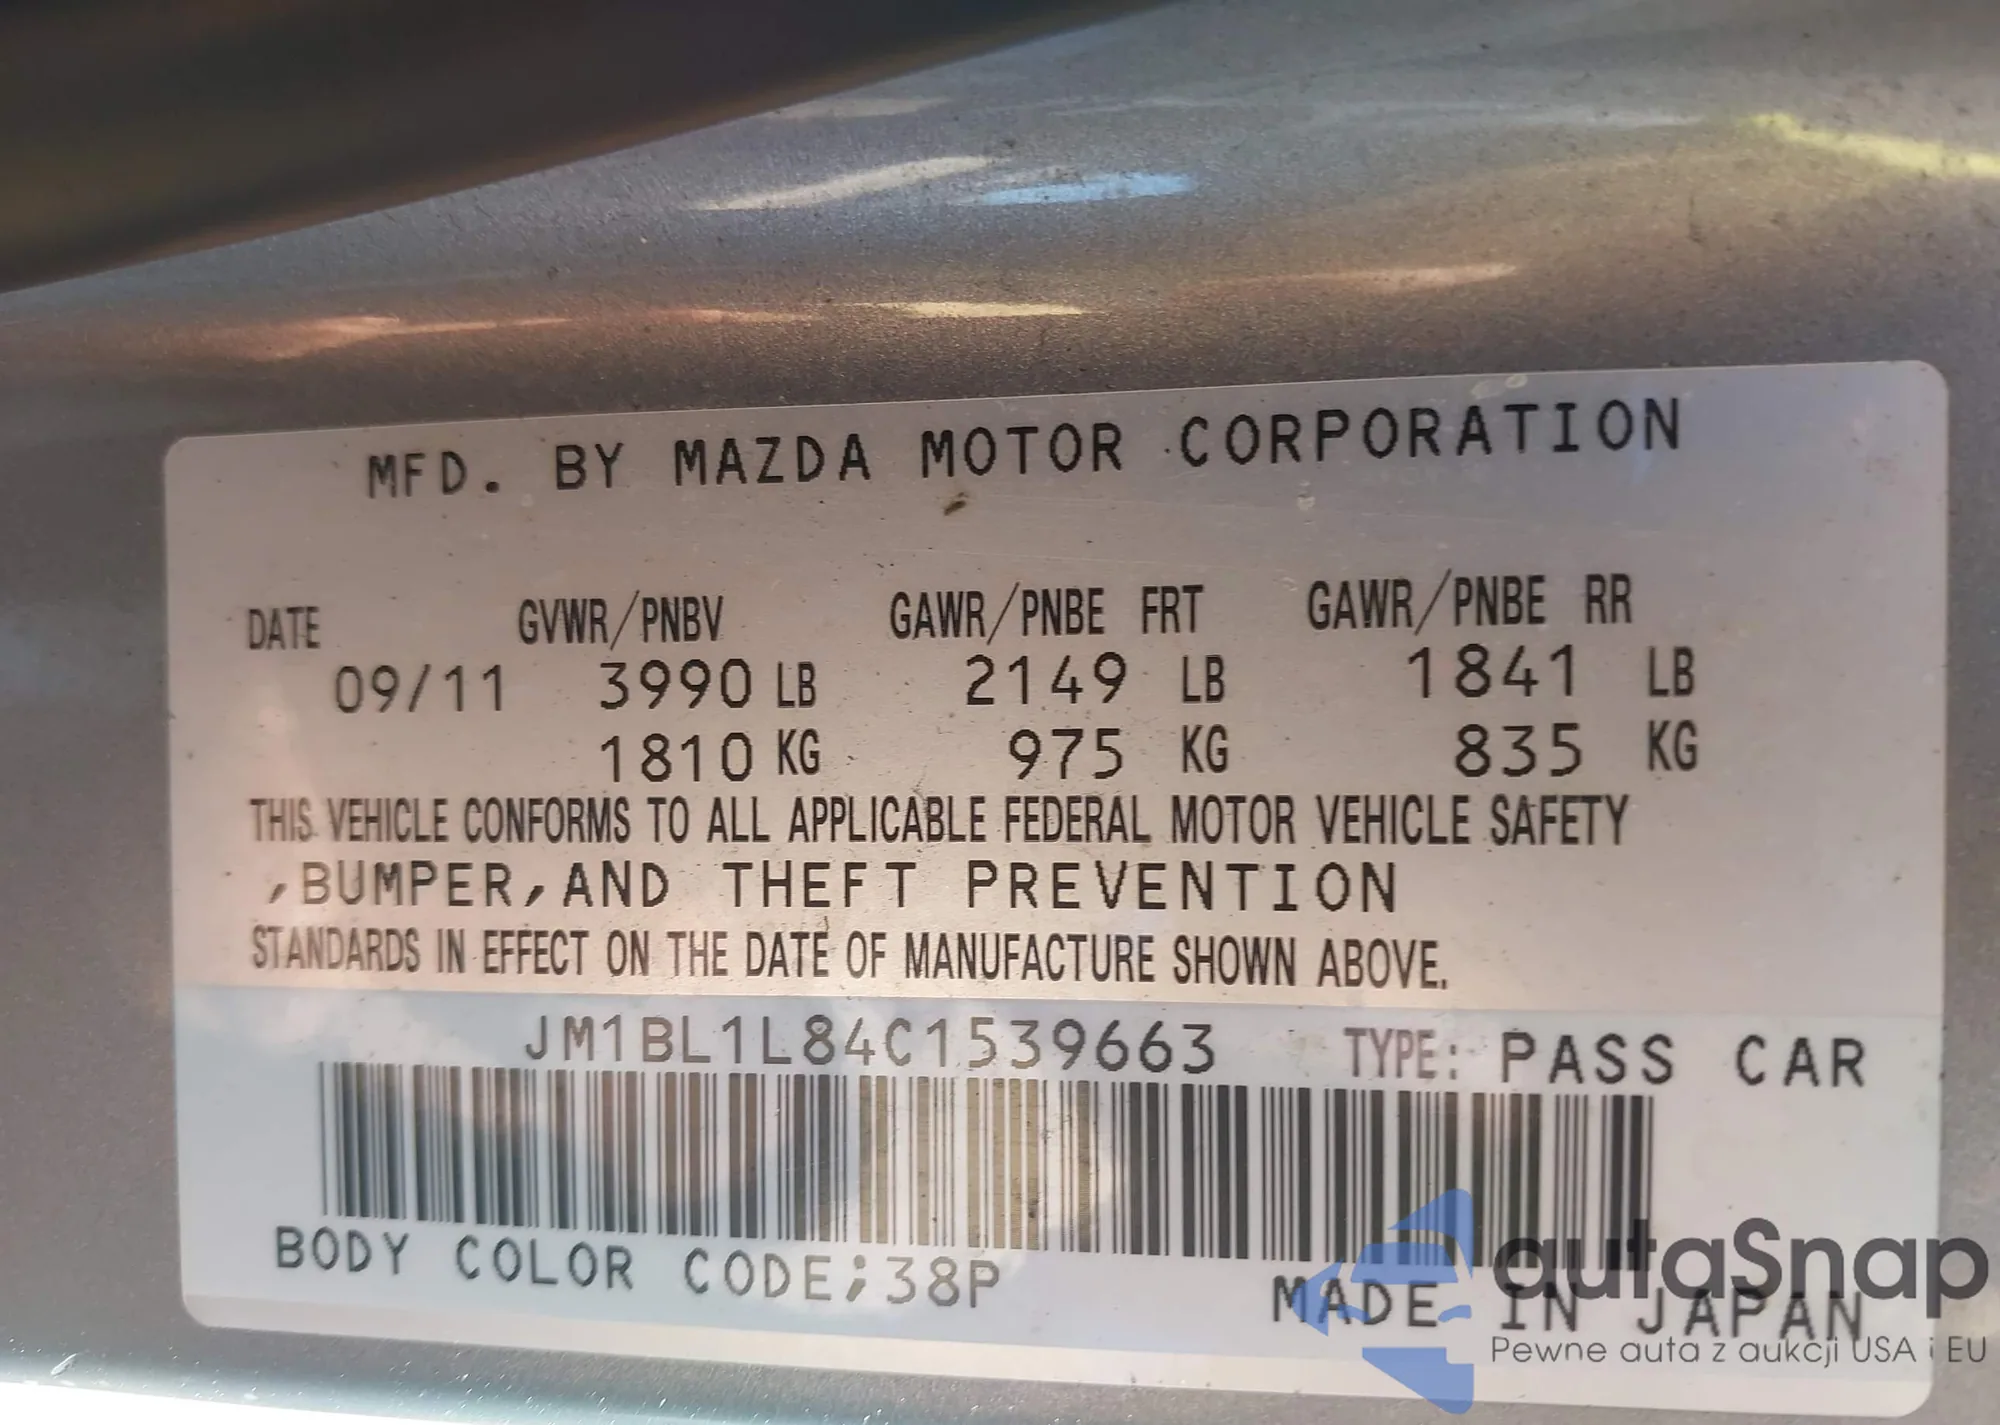 MFD. BY MAZDA MOTOR CORPORATION
DATE GVWR/PNBV GAWR/PNBE FRT GAWR/PNBE RR
09/11 3990 LB 2149 LB 1841 LB
1810 KG 975 KG 835 KG
THIS VEHICLE CONFORMS TO ALL APPLICABLE FEDERAL MOTOR VEHICLE SAFETY
,BUMPER,AND THEFT PREVENTION
STANDARDS IN EFFECT ON THE DATE OF MANUFACTURE SHOWN ABOVE.
JM1BL1L84C1539663 TYPE: PASS CAR
BODY COLOR CODE;38P
MADE IN JAPAN
autaSnap
Pewne auta z aukcji USA i EU